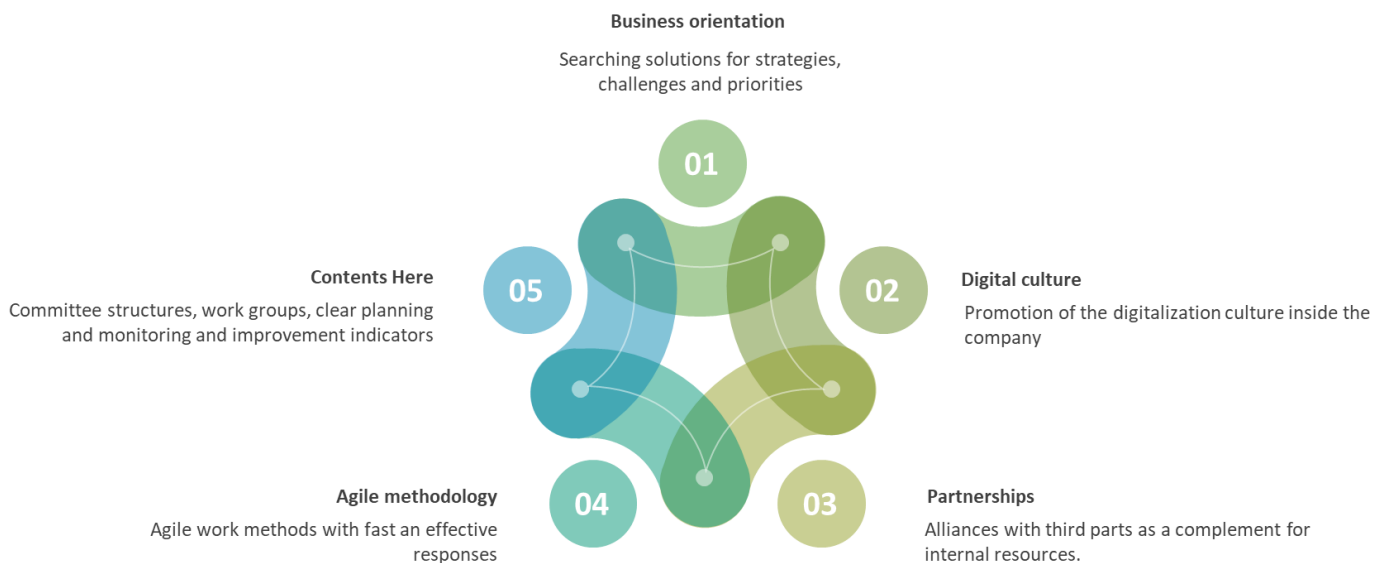 Business orientation
Searching solutions for strategies,
challenges and priorities
01
02
Digital culture
Promotion of the digitalization culture inside the
company
03
Partnerships
Alliances with third parts as a complement for
internal resources.
04
Agile methodology
Agile work methods with fast an effective
responses
05
Contents Here
Committee structures, work groups, clear planning
and monitoring and improvement indicators